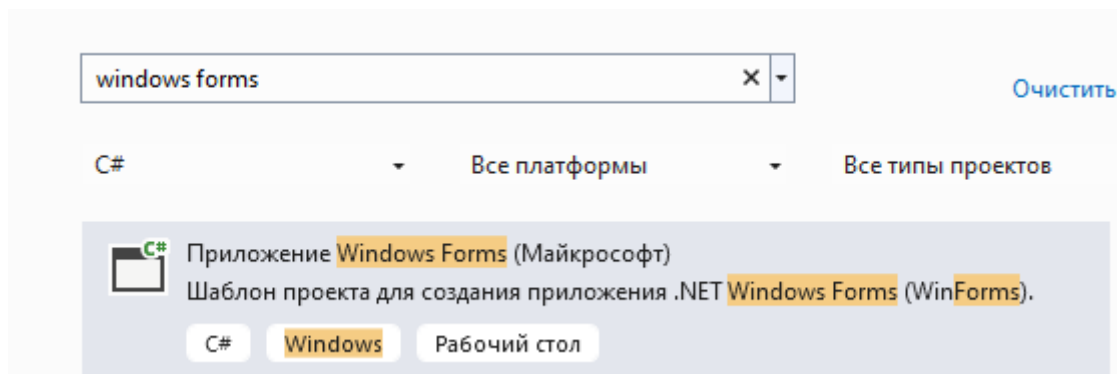 windows forms
Очистить
C# Все платформы Все типы проектов
C#
Приложение Windows Forms (Майкрософт)
Шаблон проекта для создания приложения .NET Windows Forms (WinForms).
C# Windows Рабочий стол